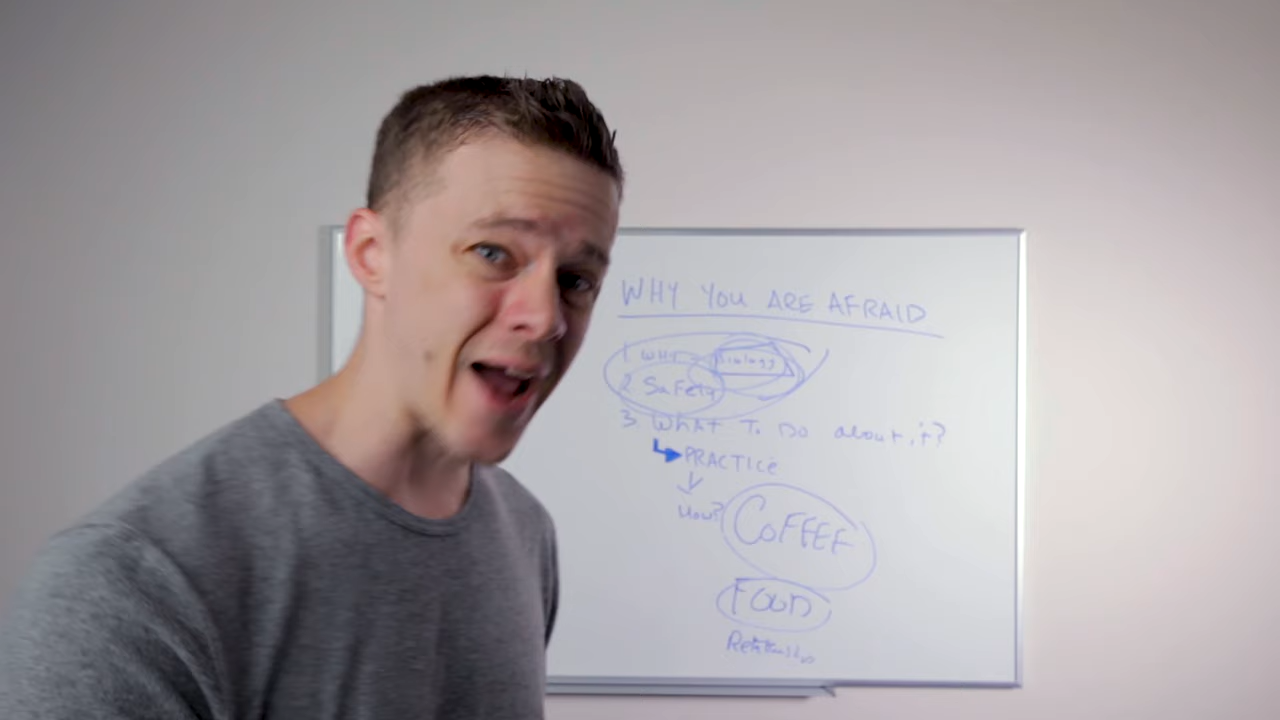 WHY YOU ARE AFRAID
1 WHY - Biology
2 Safety
3 WHAT To Do about it?
PRACTICE
How?
COFFEE
FOOD